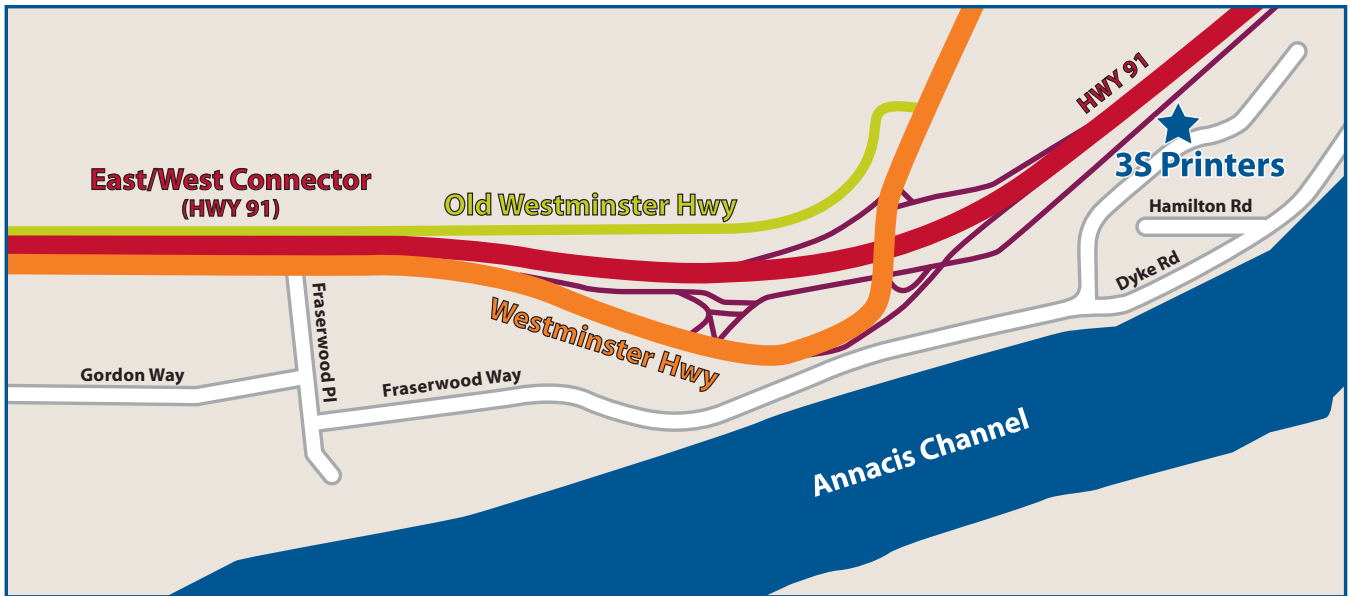 HWY 91
3S Printers
East/West Connector
(HWY 91)
Old Westminster Hwy
Hamilton Rd
Dyke Rd
Westminster Hwy
Fraserwood Pl
Gordon Way
Fraserwood Way
Annacis Channel